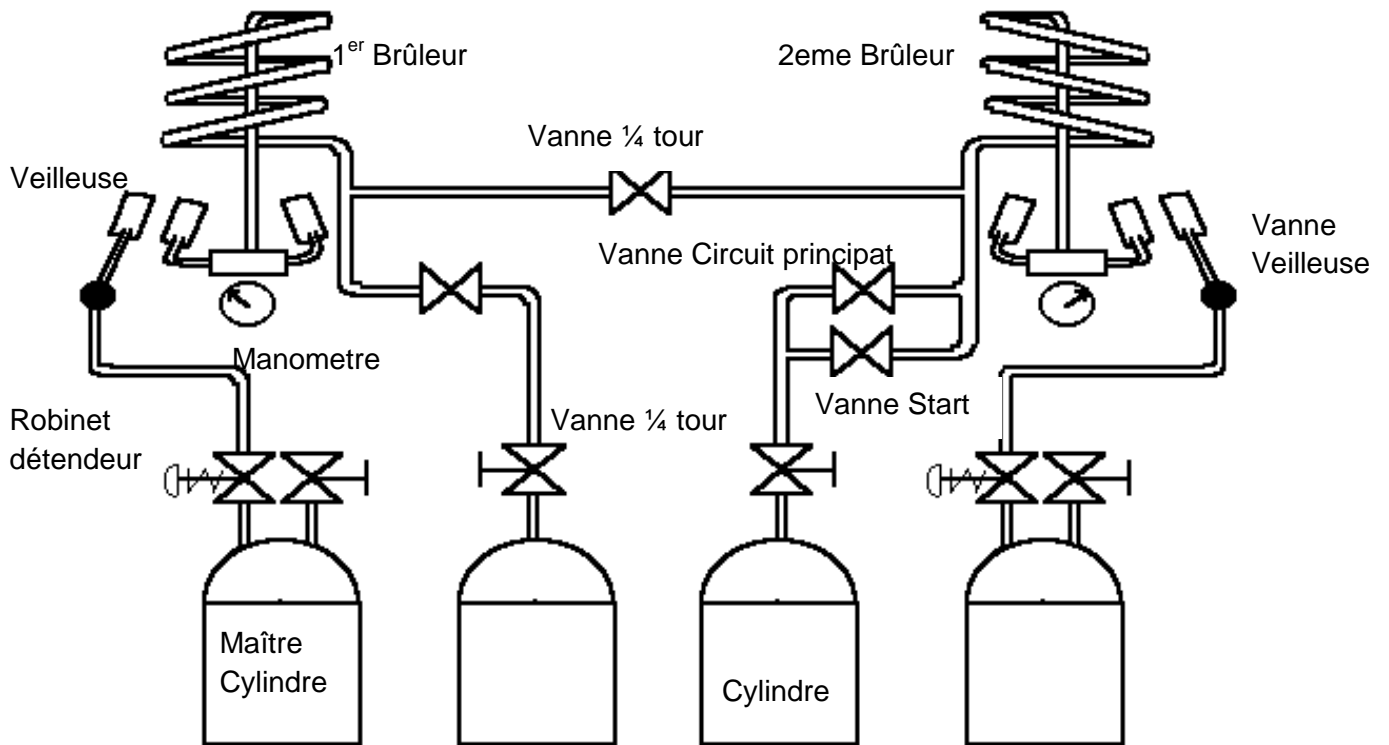 1er Brûleur
2eme Brûleur
Vanne ¼ tour
Veilleuse
Vanne
Veilleuse
Vanne Circuit principat
Manometre
Vanne Start
Robinet
détendeur
Vanne ¼ tour
Maître
Cylindre
Cylindre